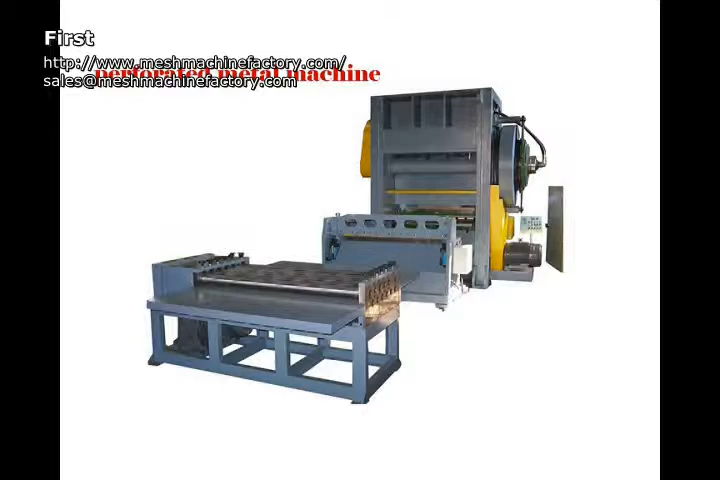 First
http://www.meshmachinefactory.com/
perforated metal machine
sales@meshmachinefactory.com